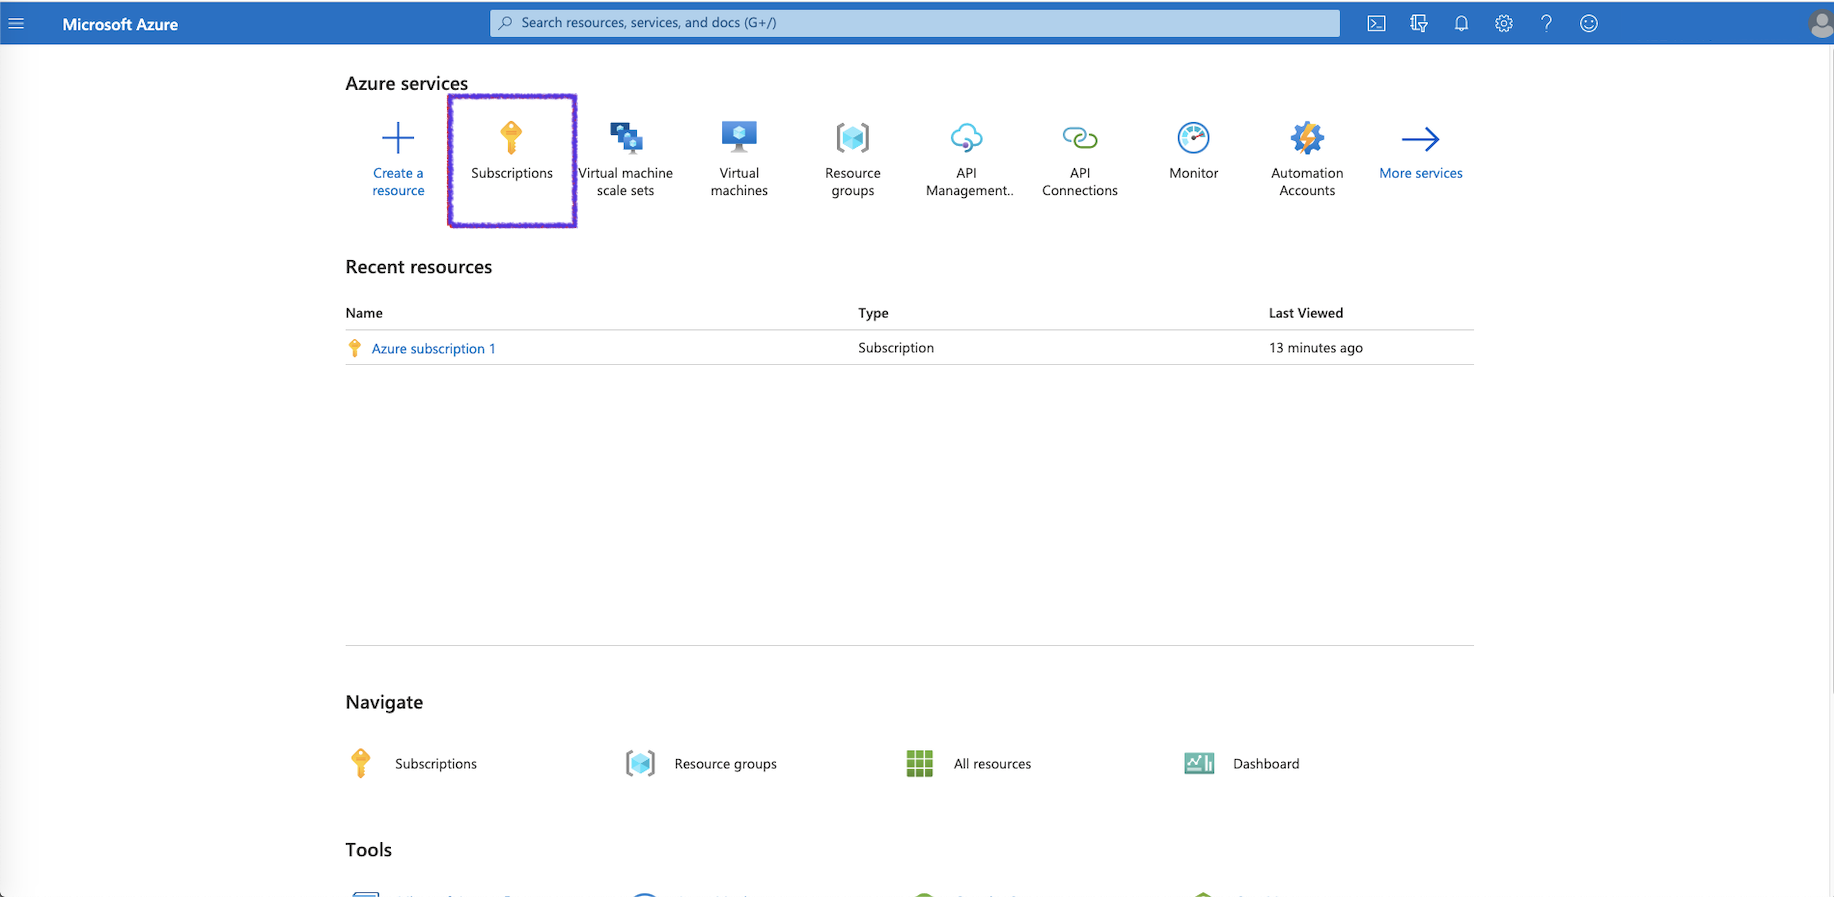 Microsoft Azure
Search resources, services, and docs (G+/)
Azure services
Create a
resource
Subscriptions
Virtual machine
scale sets
Virtual
machines
Resource
groups
API
Management..
API
Connections
Monitor
Automation
Accounts
More services
Recent resources
Name Type Last Viewed
Azure subscription 1 Subscription 13 minutes ago
Navigate
Subscriptions Resource groups All resources Dashboard
Tools